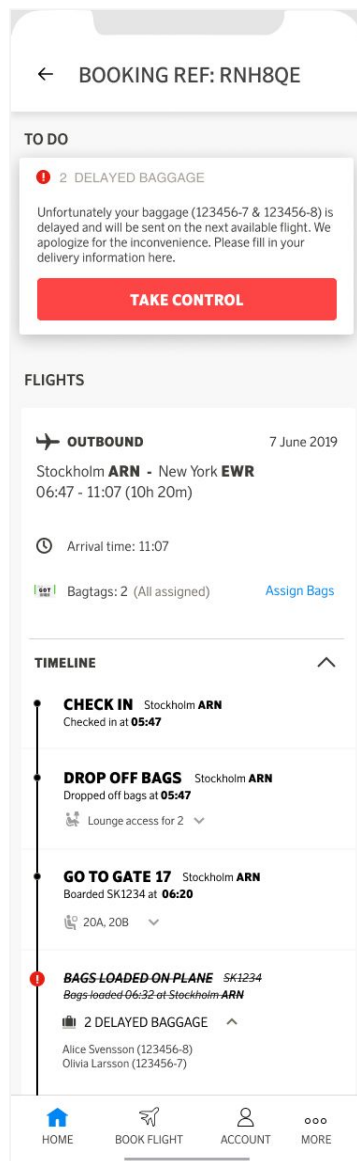 BOOKING REF: RNH8QE
TO DO
2 DELAYED BAGGAGE
Unfortunately your baggage (123456-7 & 123456-8) is
delayed and will be sent on the next available flight. We
apologize for the inconvenience. Please fill in your
delivery information here.
TAKE CONTROL
FLIGHTS
OUTBOUND 7 June 2019
Stockholm ARN - New York EWR
06:47 - 11:07 (10h 20m)
Arrival time: 11:07
Bagtags: 2 (All assigned) Assign Bags
TIMELINE
CHECK IN Stockholm ARN
Checked in at 05:47
DROP OFF BAGS Stockholm ARN
Dropped off bags at 05:47
Lounge access for 2
GO TO GATE 17 Stockholm ARN
Boarded SK1234 at 06:20
20A, 20B
BAGS LOADED ON PLANE SK1234
Bags loaded 06:32 at Stockholm ARN
2 DELAYED BAGGAGE
Alice Svensson (123456-8)
Olivia Larsson (123456-7)
HOME BOOK FLIGHT ACCOUNT MORE